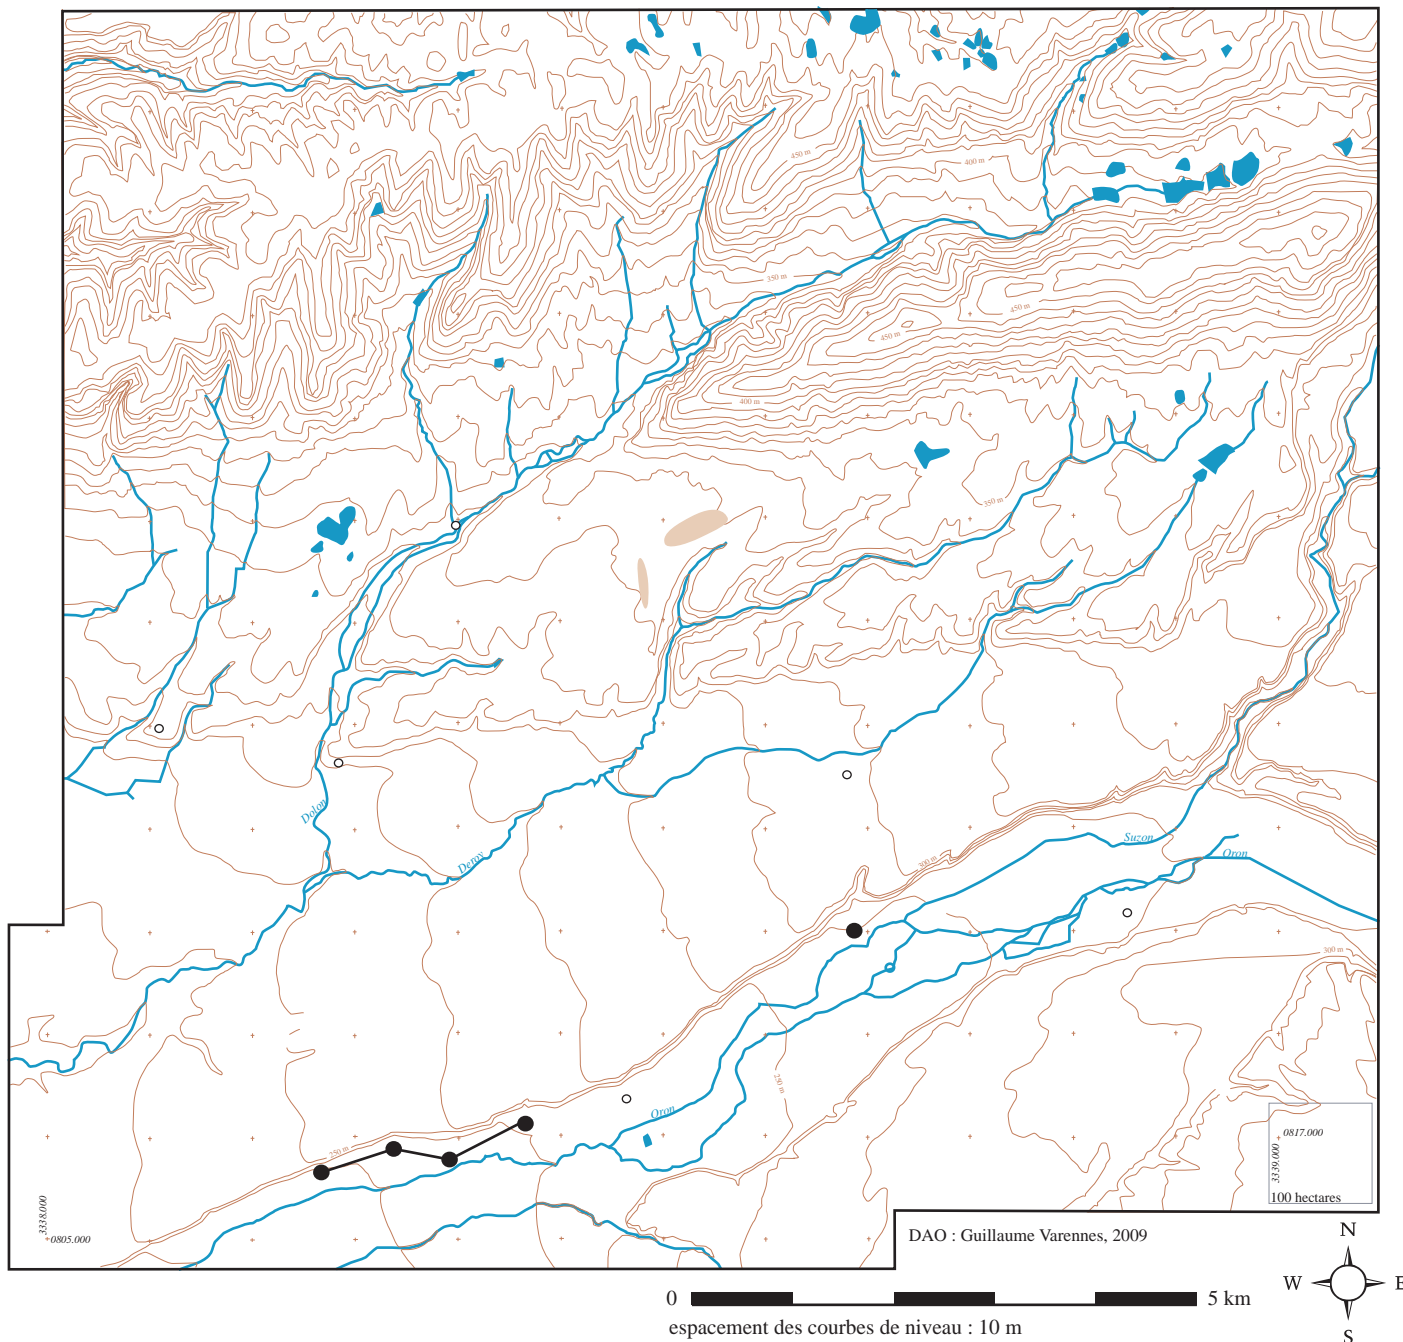 450 m
400 m
350 m
450 m
450 m
400 m
350 m
Dolon
Suzon
Oron
Deroy
300 m
300 m
250 m
Oron
250 m
0817.000
3339.000
100 hectares
3338.000
0805.000
DAO : Guillaume Varennes, 2009
N
W
E
S
0
5 km
espacement des courbes de niveau : 10 m